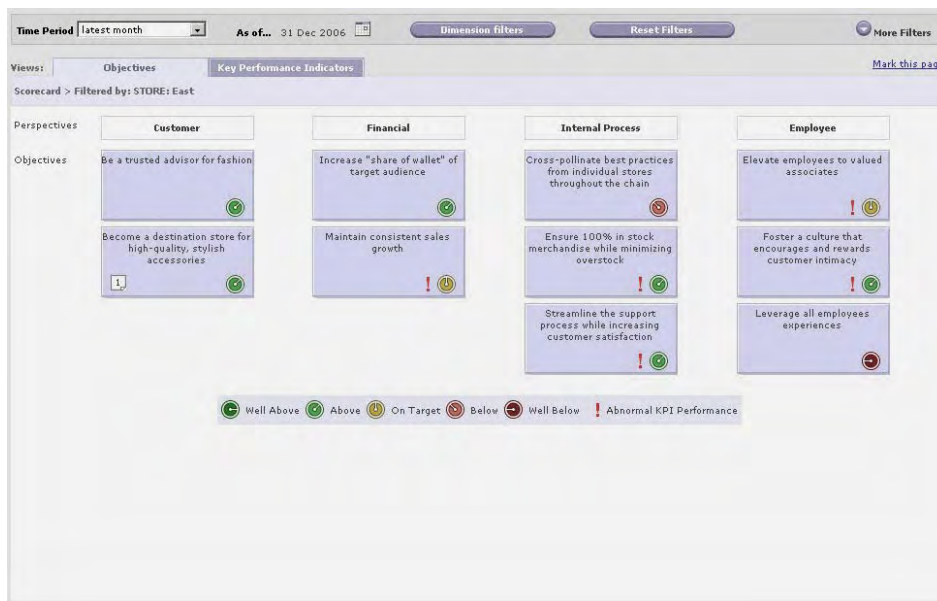 Time Period latest month As of... 31 Dec 2006 Dimension filters Reset Filters More Filters
Views: Objectives Key Performance Indicators Mark this pag
Scorecard > Filtered by: STORE: East
Perspectives Customer Financial Internal Process Employee
Objectives
Be a trusted advisor for fashion
Increase "share of wallet" of
target audience
Cross-pollinate best practices
from individual stores
throughout the chain
Elevate employees to valued
associates
!
Become a destination store for
high-quality, stylish
accessories
1
Maintain consistent sales
growth
!
Ensure 100% in stock
merchandise while minimizing
overstock
!
Foster a culture that
encourages and rewards
customer intimacy
!
Streamline the support
process while increasing
customer satisfaction
!
Leverage all employees
experiences
Well Above Above On Target Below Well Below ! Abnormal KPI Performance